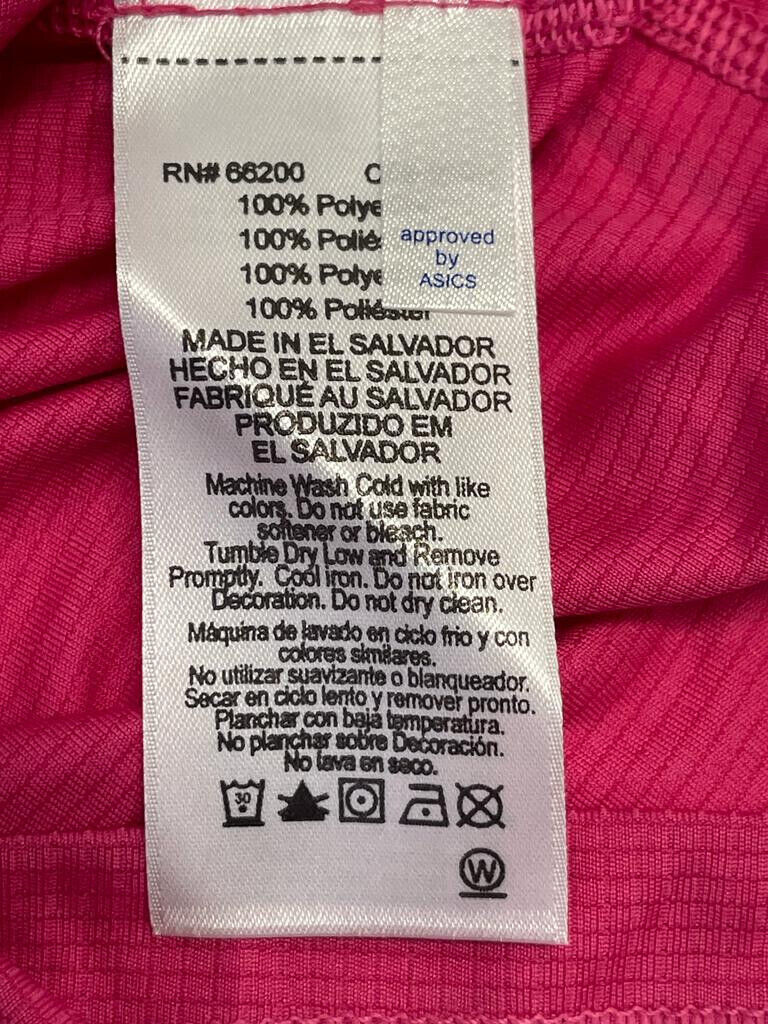 RN# 66200
100%
100%
100%
100% Poliéster
approved
by
ASICS
MADE IN EL SALVADOR
HECHO EN EL SALVADOR
FABRIQUÉ AU SALVADOR
PRODUZIDO EM
EL SALVADOR
Machine Wash Cold with like
colors. Do not use fabric
softener or bleach.
Tumble Dry Low and Remove
Promptly. Cool iron. Do not iron over
Decoration. Do not dry clean.
Máquina de lavado en ciclo frio y con
colores similares.
No utilizar suavizante o blanqueador.
Secar en ciclo lento y remover pronto.
Planchar con baja temperatura.
No planchar sobre Decoración.
No lava en seco.
30
W